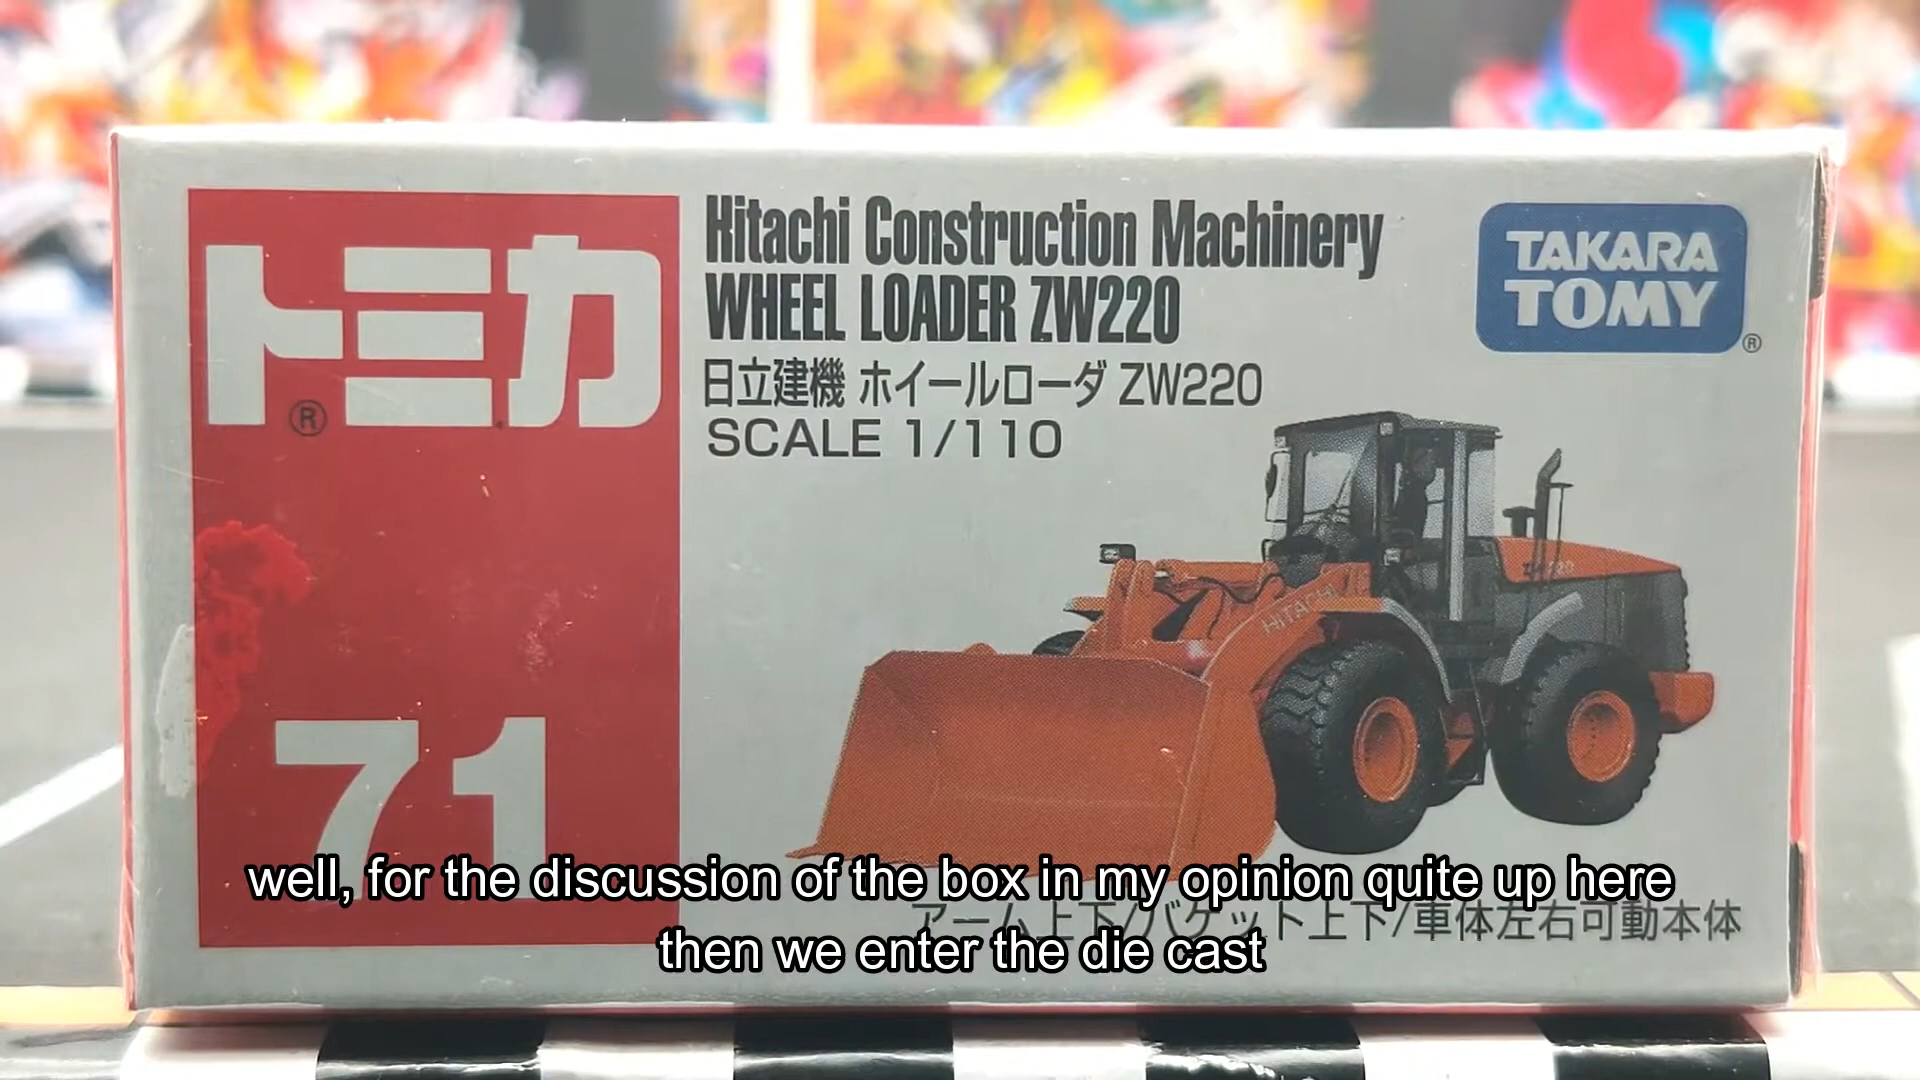 トミカ
®
71
Hitachi Construction Machinery
WHEEL LOADER ZW220
日立建機 ホイールローダ ZW220
SCALE 1/110
TAKARA
TOMY
®
HITACHI
ZW220
well, for the discussion of the box in my opinion quite up here
アーム上下/バケット上下/車体左右可動本体
then we enter the die cast